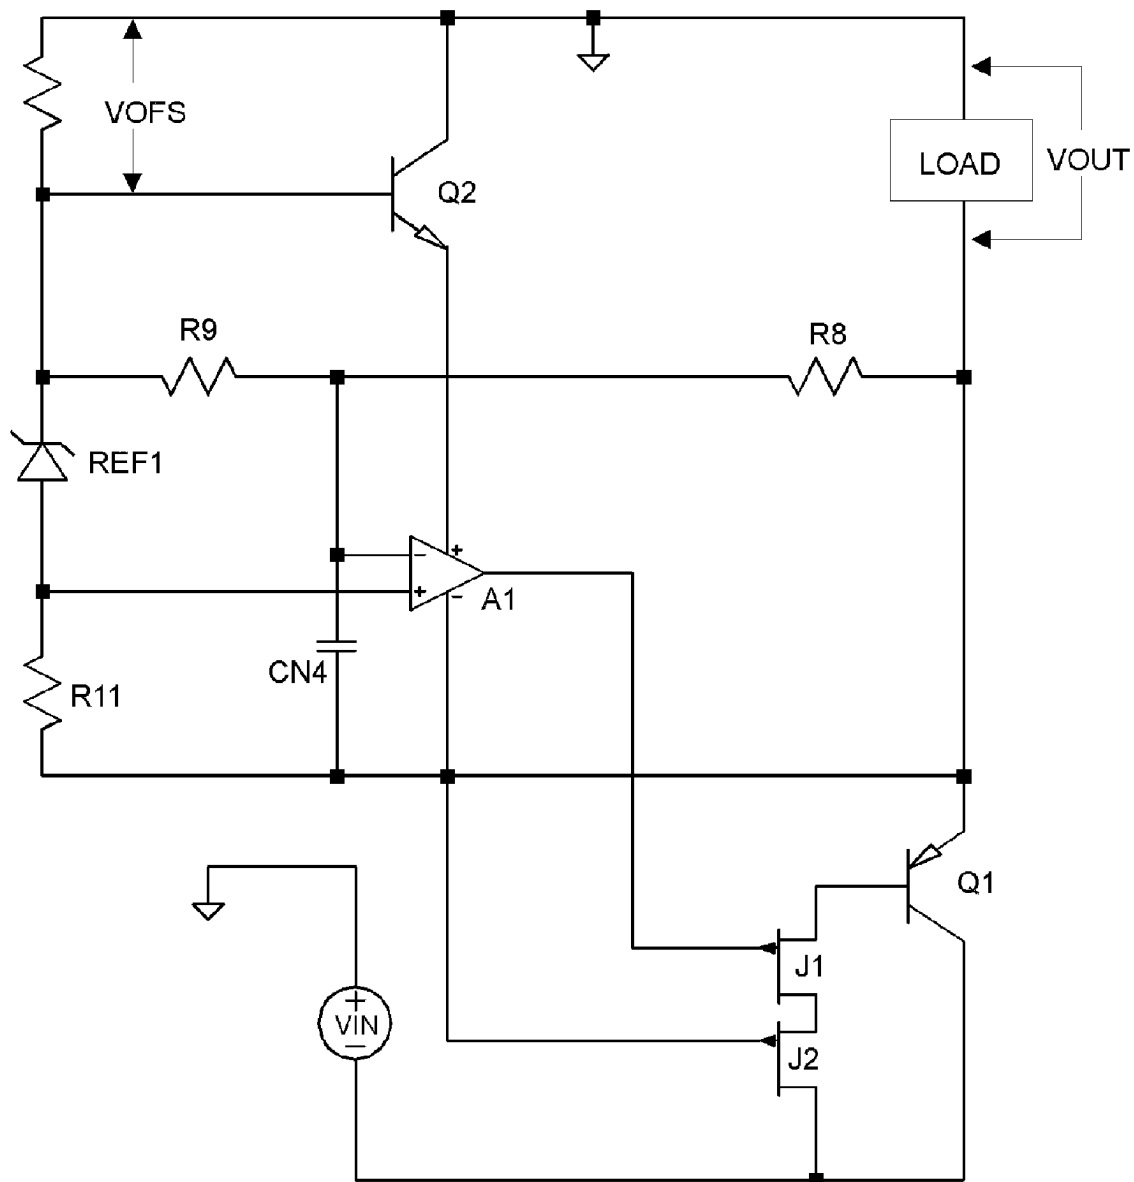 VOFS
LOAD
VOUT
Q2
R9
R8
REF1
+
−
+
−
A1
CN4
R11
Q1
J1
+
VIN
−
J2